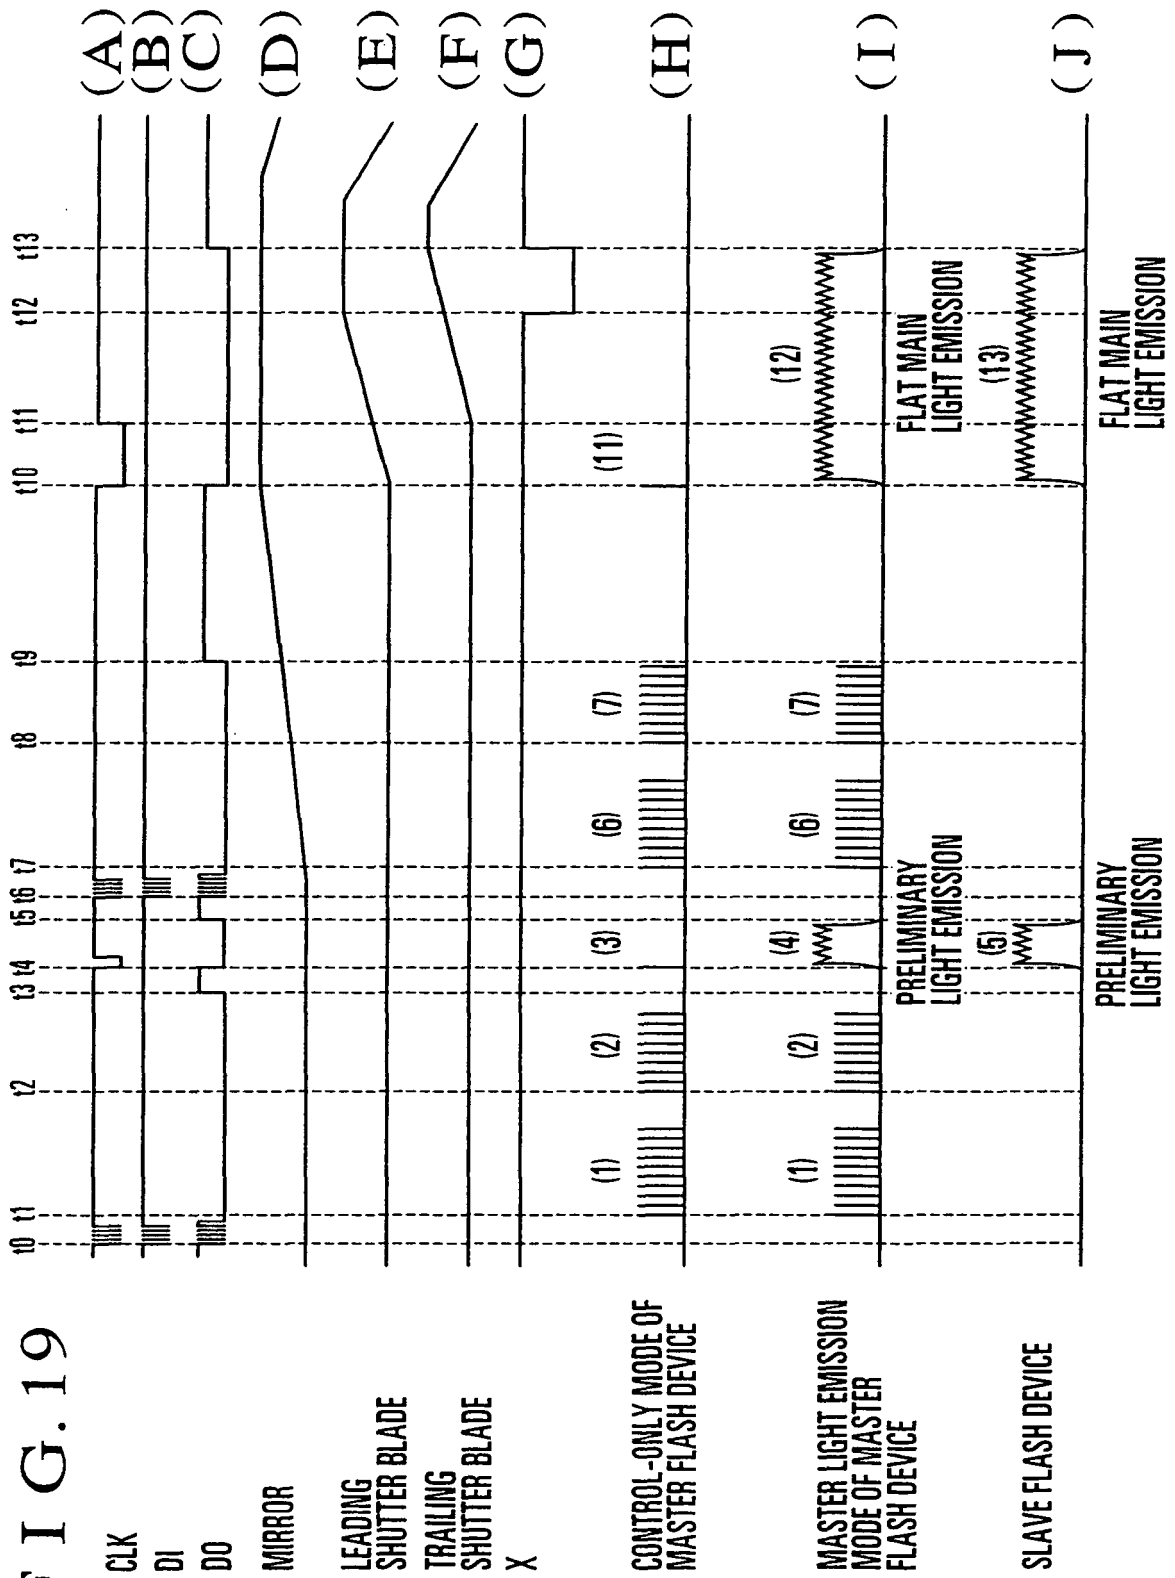 FIG. 19
t0 t1 t2 t3 t4 t5 t6 t7 t8 t9 t10 t11 t12 t13
CLK (A)
DI (B)
DO (C)
MIRROR (D)
LEADING
SHUTTER BLADE (E)
TRAILING
SHUTTER BLADE (F)
X (G)
(1) (2) (3) (6) (7) (11)
CONTROL-ONLY MODE OF
MASTER FLASH DEVICE (H)
(1) (2) (4) (6) (7) (12)
MASTER LIGHT EMISSION
MODE OF MASTER
FLASH DEVICE (I)
PRELIMINARY
LIGHT EMISSION
FLAT MAIN
LIGHT EMISSION
(5) (13)
SLAVE FLASH DEVICE (J)
PRELIMINARY
LIGHT EMISSION
FLAT MAIN
LIGHT EMISSION